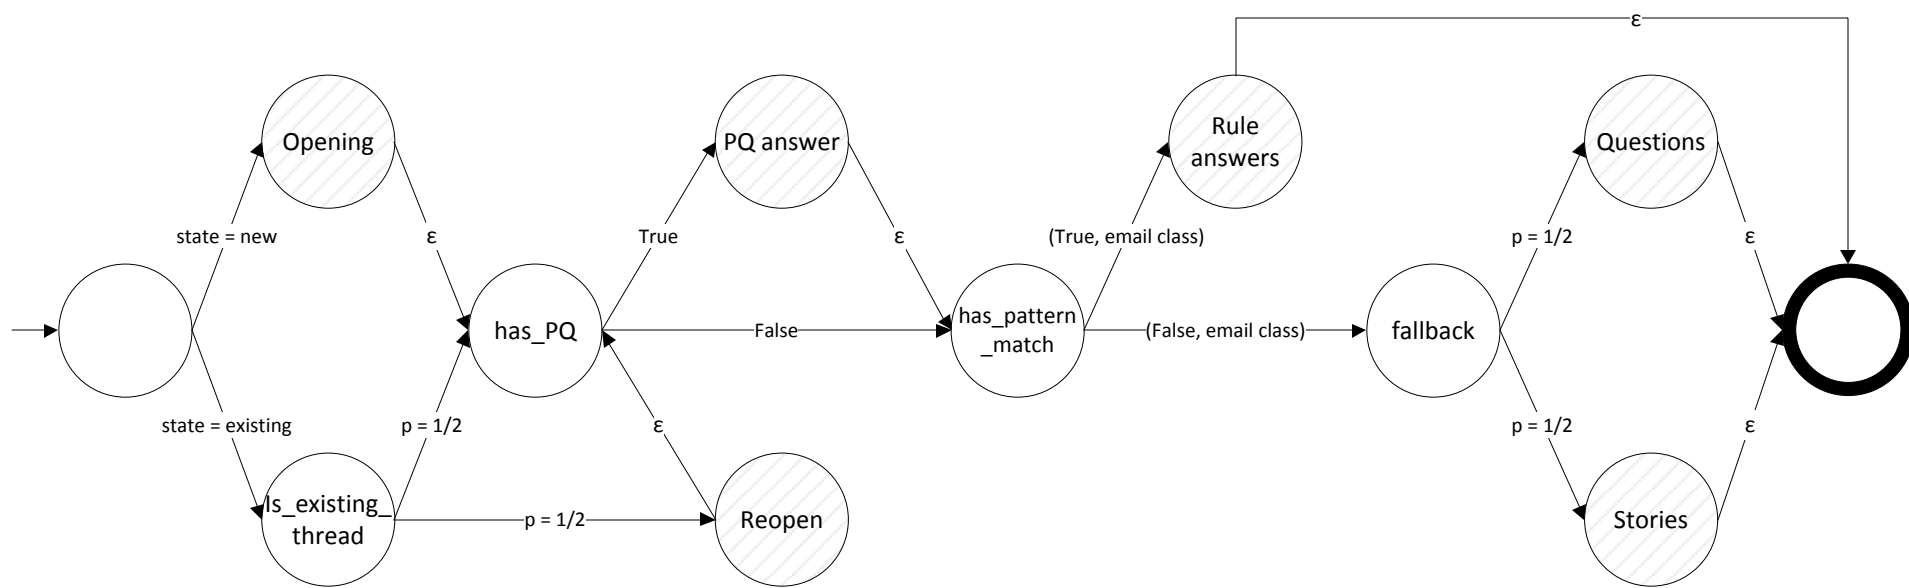 ε
Opening
PQ answer
Rule
answers
Questions
state = new
ε
True
ε
(True, email class)
p = 1/2
ε
has_PQ
False
has_pattern
_match
(False, email class)
fallback
state = existing
p = 1/2
ε
p = 1/2
ε
Is_existing_
thread
p = 1/2
Reopen
Stories